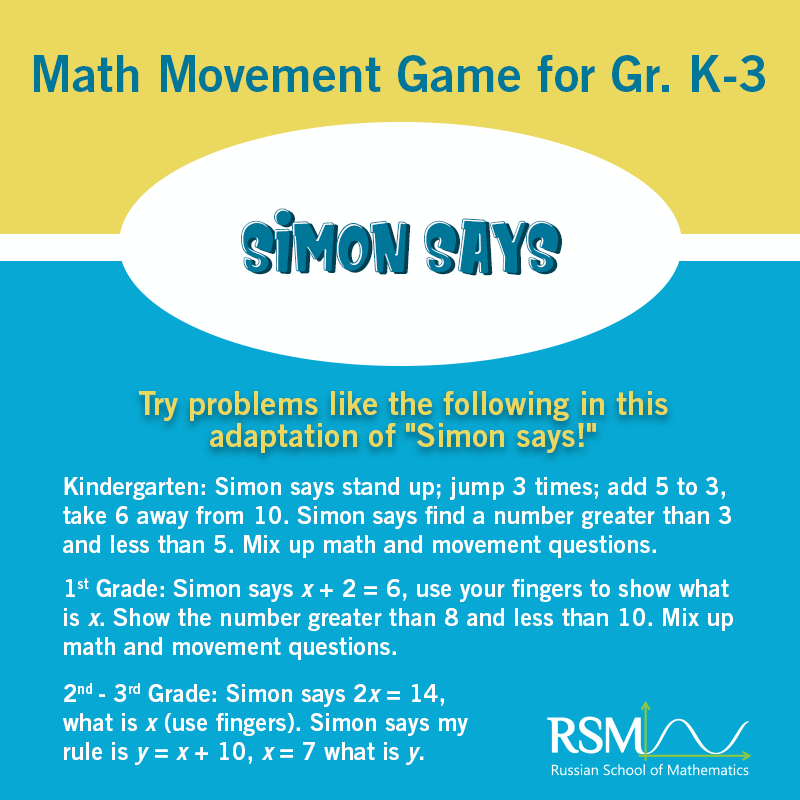 Math Movement Game for Gr. K-3
SiMON SAYS
Try problems like the following in this
adaptation of "Simon says!"
Kindergarten: Simon says stand up; jump 3 times; add 5 to 3,
take 6 away from 10. Simon says find a number greater than 3
and less than 5. Mix up math and movement questions.
1st Grade: Simon says x + 2 = 6, use your fingers to show what
is x. Show the number greater than 8 and less than 10. Mix up
math and movement questions.
2nd - 3rd Grade: Simon says 2x = 14,
what is x (use fingers). Simon says my
rule is y = x + 10, x = 7 what is y.
RSM
Russian School of Mathematics